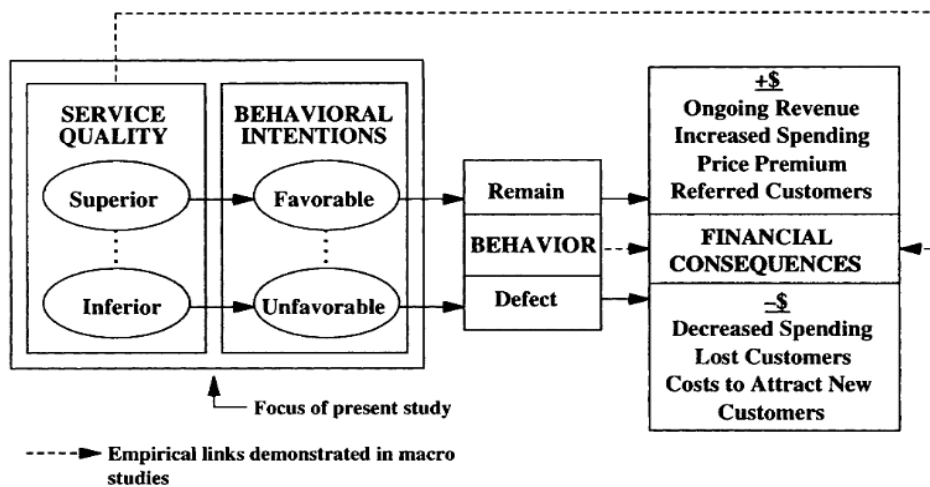 SERVICE
QUALITY
Superior
Inferior
BEHAVIORAL
INTENTIONS
Favorable
Unfavorable
Remain
BEHAVIOR
Defect
+$
Ongoing Revenue
Increased Spending
Price Premium
Referred Customers
FINANCIAL
CONSEQUENCES
–$
Decreased Spending
Lost Customers
Costs to Attract New
Customers
Focus of present study
Empirical links demonstrated in macro
studies